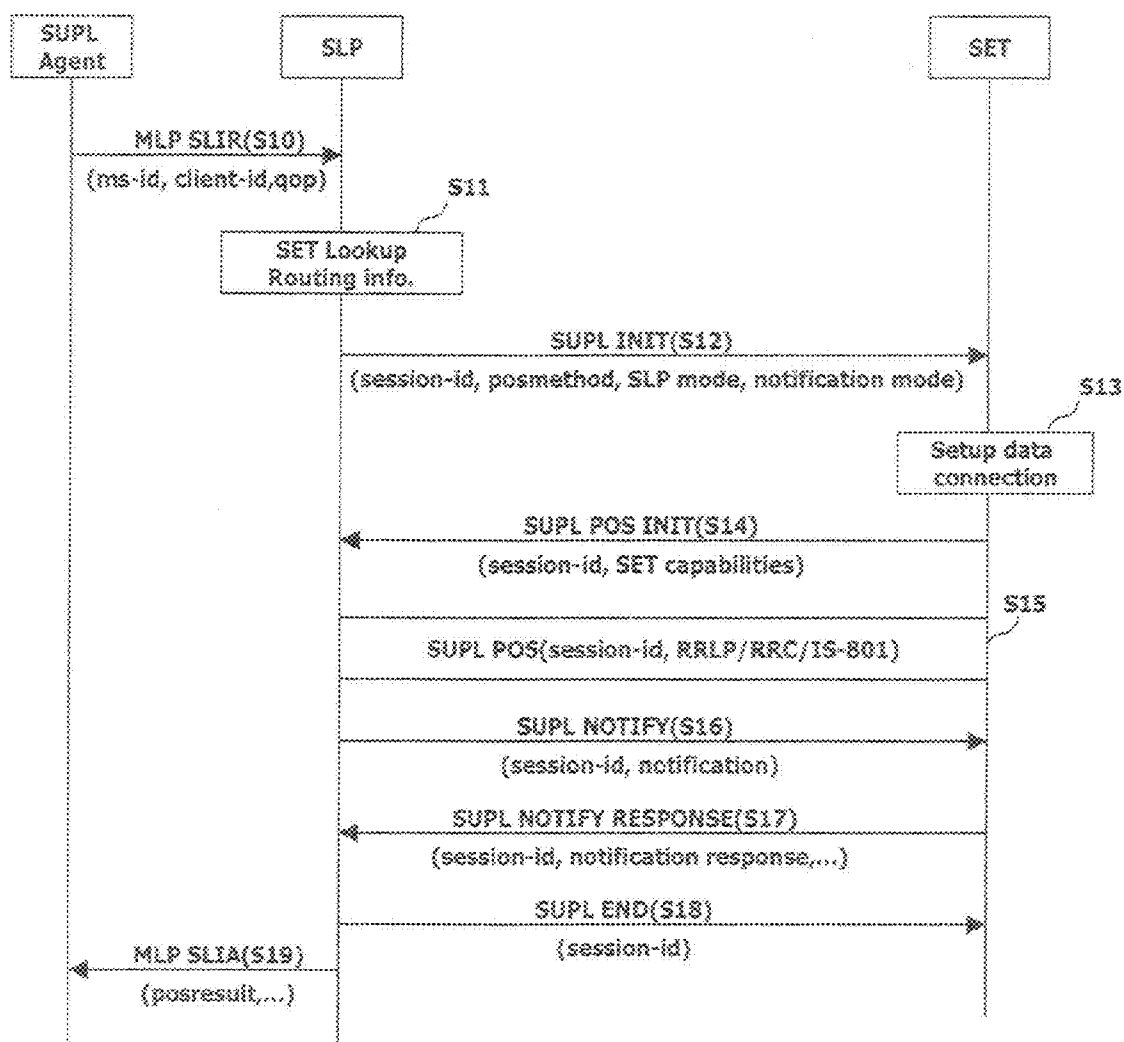 SUPL
Agent
SLP
SET
MLP SLIR(S10)
(ms-id, client-id,qop)
S11
SET Lookup
Routing info.
SUPL INIT(S12)
(session-id, posmethod, SLP mode, notification mode)
S13
Setup data
connection
SUPL POS INIT(S14)
(session-id, SET capabilities)
S15
SUPL POS(session-id, RRLP/RRC/IS-801)
SUPL NOTIFY(S16)
(session-id, notification)
SUPL NOTIFY RESPONSE(S17)
(session-id, notification response,...)
SUPL END(S18)
(session-id)
MLP SLIA(S19)
(posresult,...)